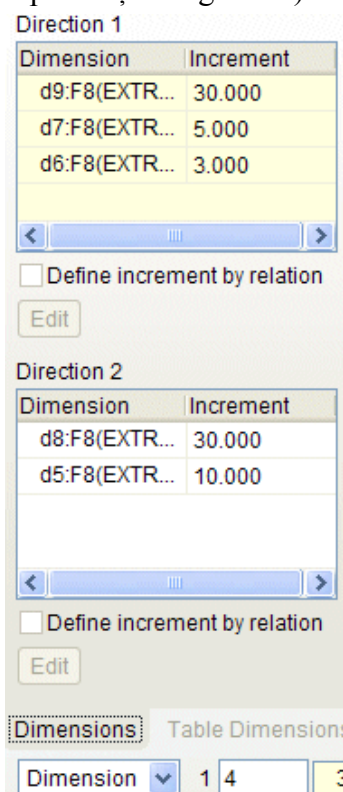 Direction 1
Dimension Increment
d9:F8(EXTR... 30.000
d7:F8(EXTR... 5.000
d6:F8(EXTR... 3.000
Define increment by relation
Edit
Direction 2
Dimension Increment
d8:F8(EXTR... 30.000
d5:F8(EXTR... 10.000
Define increment by relation
Edit
Dimensions Table Dimensions
Dimension 1 4 3